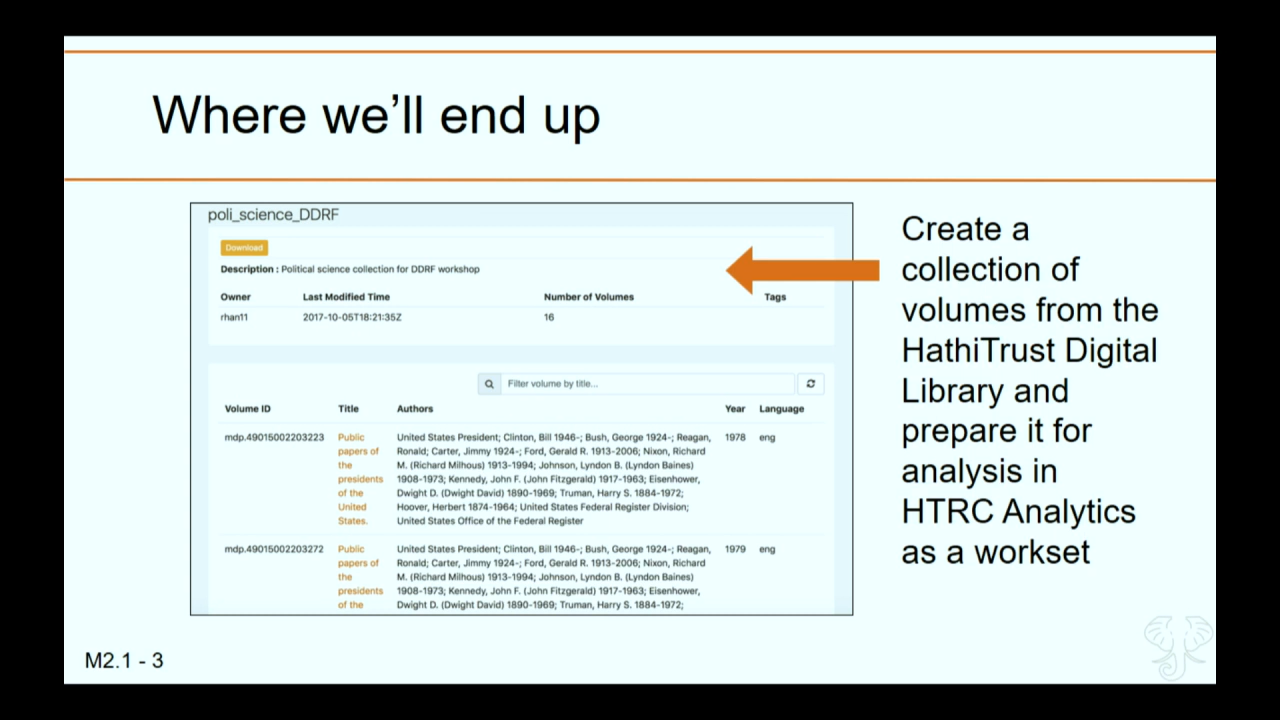 Where we'll end up
poli_science_DDRF
Download
Description : Political science collection for DDRF workshop
Owner Last Modified Time Number of Volumes Tags
rhan11 2017-10-05T18:21:35Z 16
Filter volume by title...
Volume ID Title Authors Year Language
mdp.49015002203223 Public United States President; Clinton, Bill 1946-; Bush, George 1924-; Reagan, 1978 eng
papers of Ronald; Carter, Jimmy 1924-; Ford, Gerald R. 1913-2006; Nixon, Richard
the M. (Richard Milhous) 1913-1994; Johnson, Lyndon B. (Lyndon Baines)
presidents 1908-1973; Kennedy, John F. (John Fitzgerald) 1917-1963; Eisenhower,
of the Dwight D. (Dwight David) 1890-1969; Truman, Harry S. 1884-1972;
United Hoover, Herbert 1874-1964; United States Federal Register Division;
States. United States Office of the Federal Register
mdp.49015002203272 Public United States President; Clinton, Bill 1946-; Bush, George 1924-; Reagan, 1979 eng
papers of Ronald; Carter, Jimmy 1924-; Ford, Gerald R. 1913-2006; Nixon, Richard
the M. (Richard Milhous) 1913-1994; Johnson, Lyndon B. (Lyndon Baines)
presidents 1908-1973; Kennedy, John F. (John Fitzgerald) 1917-1963; Eisenhower,
of the Dwight D. (Dwight David) 1890-1969; Truman, Harry S. 1884-1972;
Create a
collection of
volumes from the
HathiTrust Digital
Library and
prepare it for
analysis in
HTRC Analytics
as a workset
M2.1 - 3